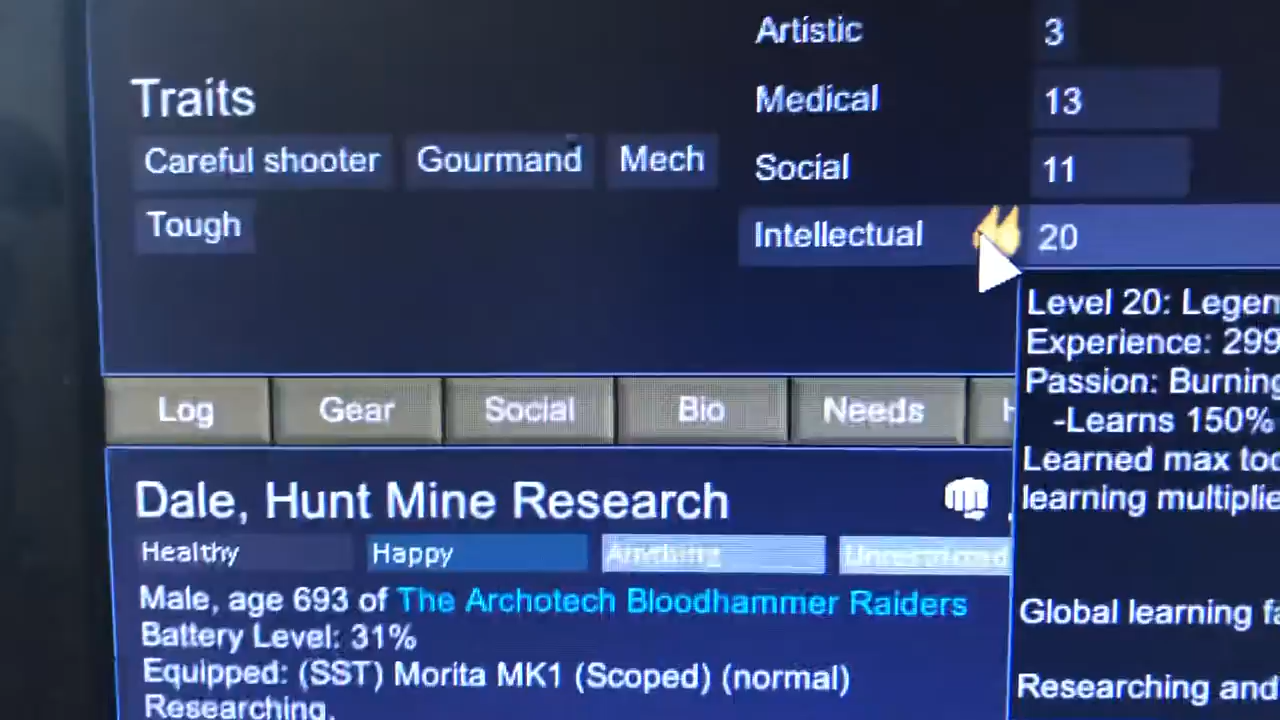 Artistic 3
Traits
Medical 13
Careful shooter Gourmand Mech
Social 11
Tough
Intellectual 20
Level 20: Legen
Experience: 299
Passion: Burning
-Learns 150%
Log Gear Social Bio Needs H
Learned max too
learning multiplie
Dale, Hunt Mine Research
Healthy Happy Anything Unrestricted
Male, age 693 of The Archotech Bloodhammer Raiders
Global learning fa
Battery Level: 31%
Equipped: (SST) Morita MK1 (Scoped) (normal)
Researching and
Researching.